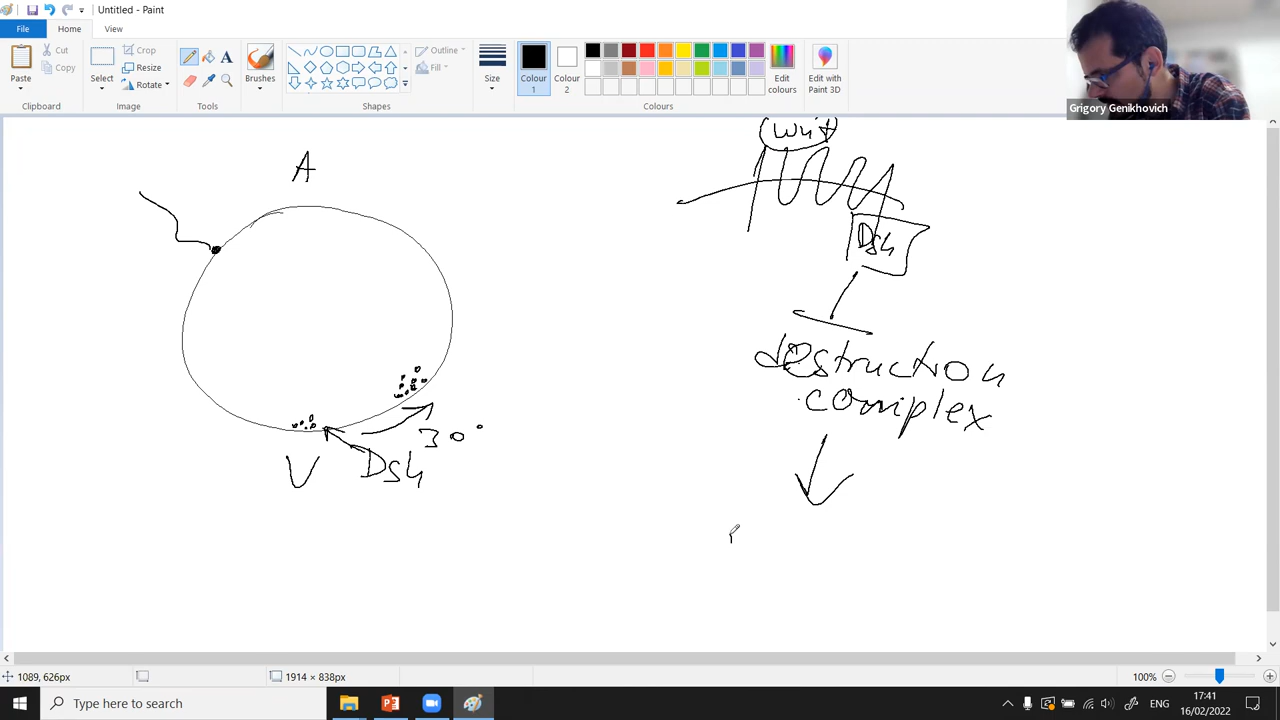 Untitled - Paint
File Home View
Paste
Cut
Copy
Clipboard
Select
Crop
Resize
Rotate
Image
Tools
Brushes
Shapes
Outline
Fill
Size
Colour 1
Colour 2
Edit colours
Edit with Paint 3D
Colours
Grigory Genikhovich
A
V
Dsh
30°
Wnt
Dsh
destruction
complex
1089, 626px
1914 × 838px
100%
Type here to search
ENG
17:41
16/02/2022